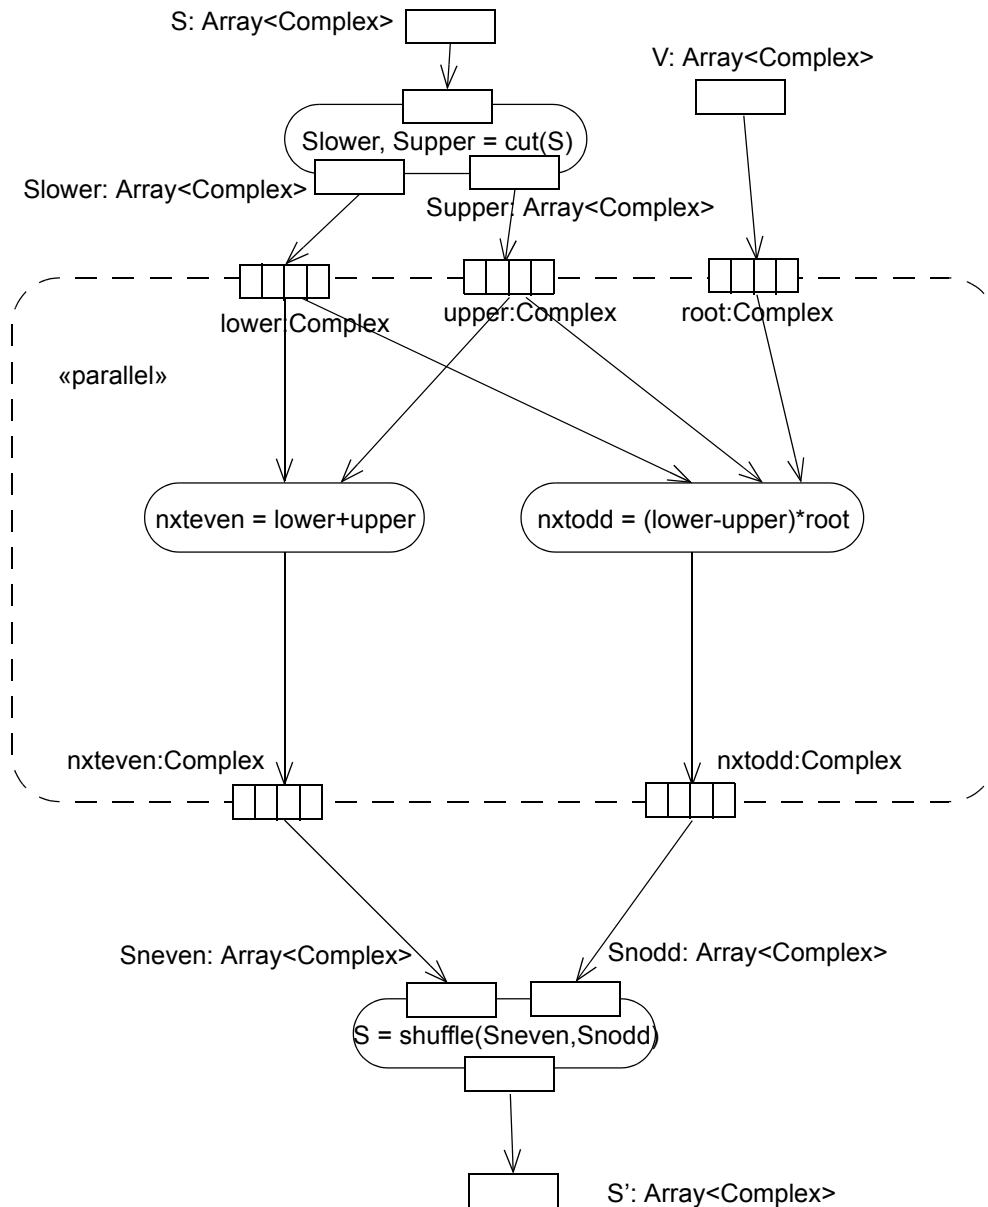 S: Array<Complex>
V: Array<Complex>
Slower, Supper = cut(S)
Slower: Array<Complex>
Supper: Array<Complex>
lower:Complex
upper:Complex
root:Complex
«parallel»
nxteven = lower+upper
nxtodd = (lower-upper)*root
nxteven:Complex
nxtodd:Complex
Sneven: Array<Complex>
Snodd: Array<Complex>
S = shuffle(Sneven,Snodd)
S’: Array<Complex>